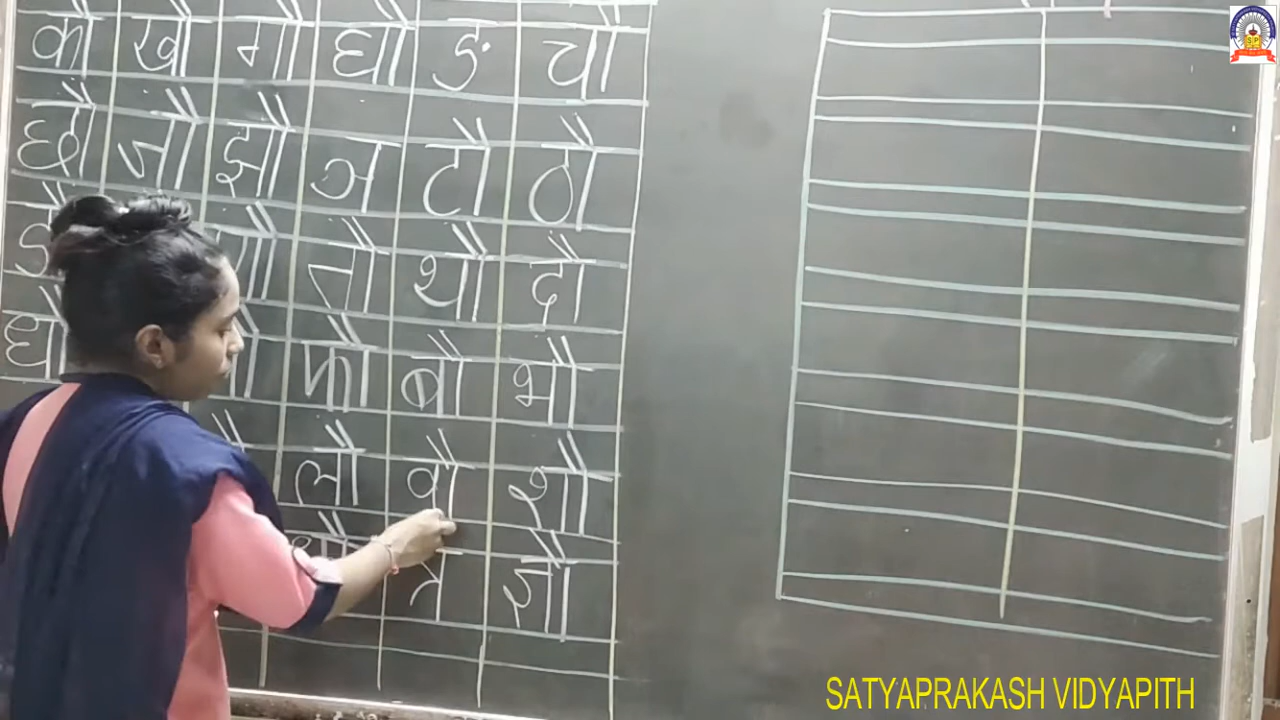 कौ खौ गौ घौ ङ चौ
छौ जौ झौ ञ टौ ठौ
तौ थौ दौ
धौ फौ बौ भौ
लौ वौ शौ
त्र ज्ञौ
SATYAPRAKASH VIDYAPITH